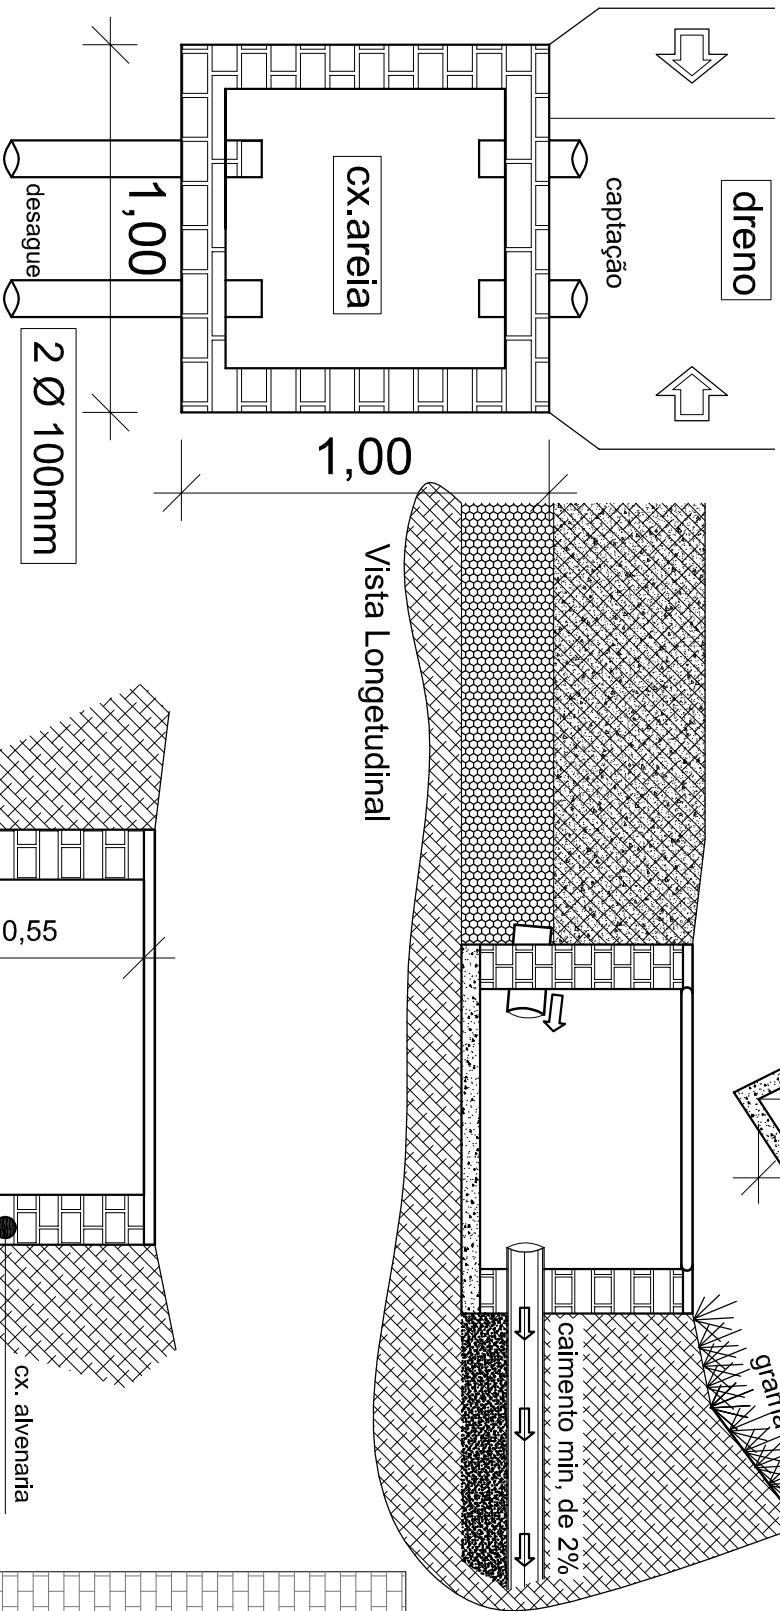 dreno
captação
cx.areia
1,00
desague
2 Ø 100mm
1,00
Vista Longetudinal
caimento min, de 2%
0,55
cx. alvenaria